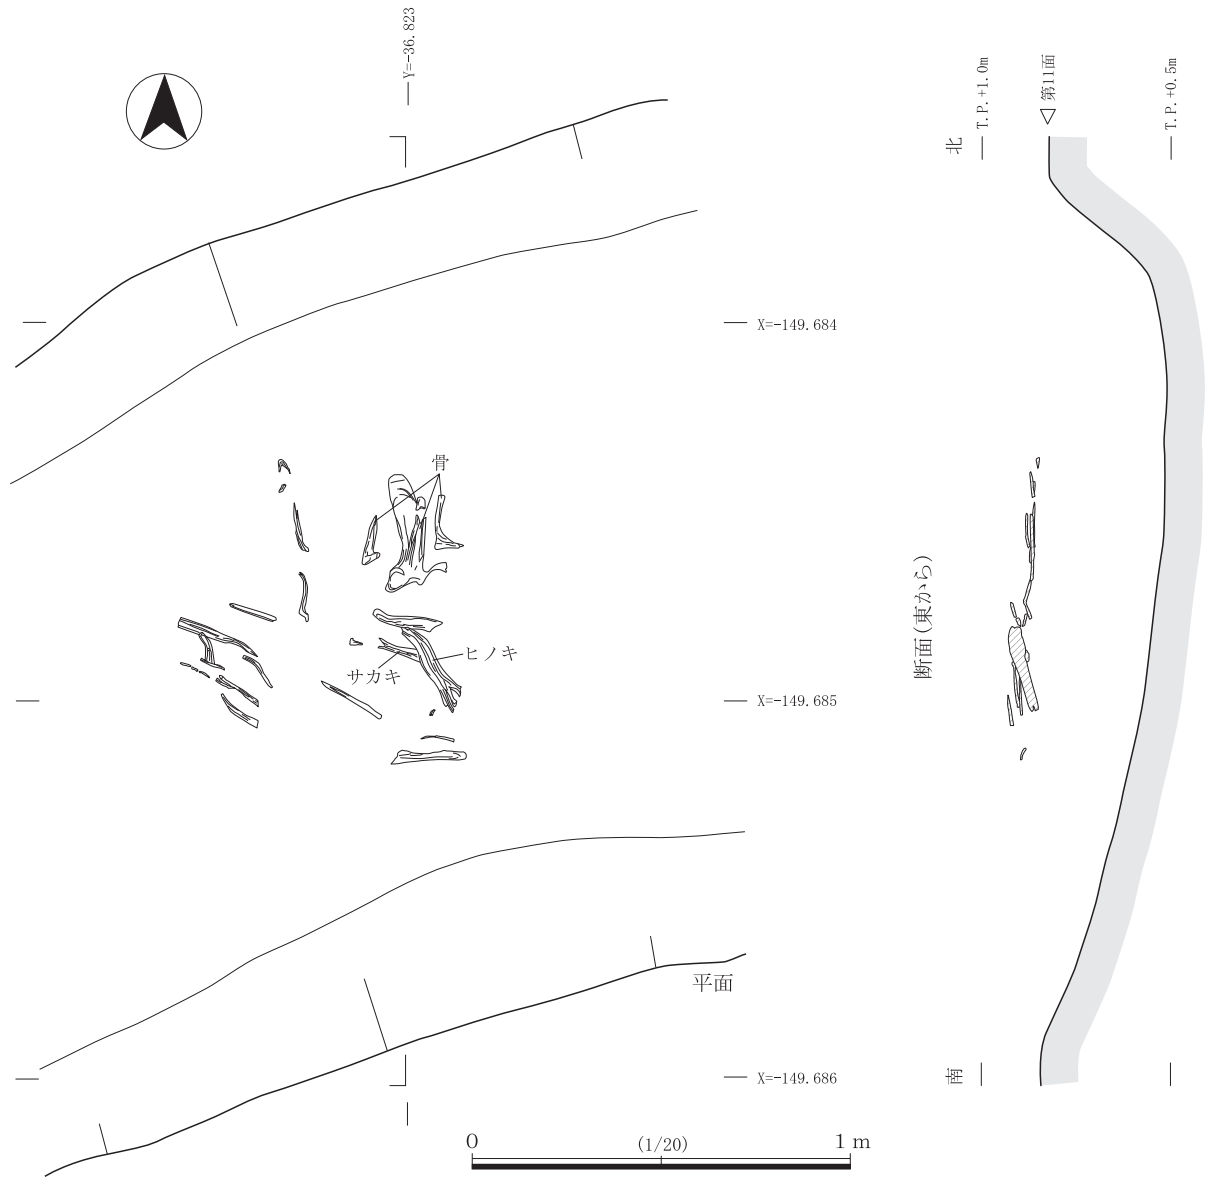 Y=-36.823
X=-149.684
骨
サカキ
ヒノキ
X=-149.685
平面
X=-149.686
0
(1/20)
1 m
T.P.+1.0m
第11面
T.P.+0.5m
北
断面(東から)
南